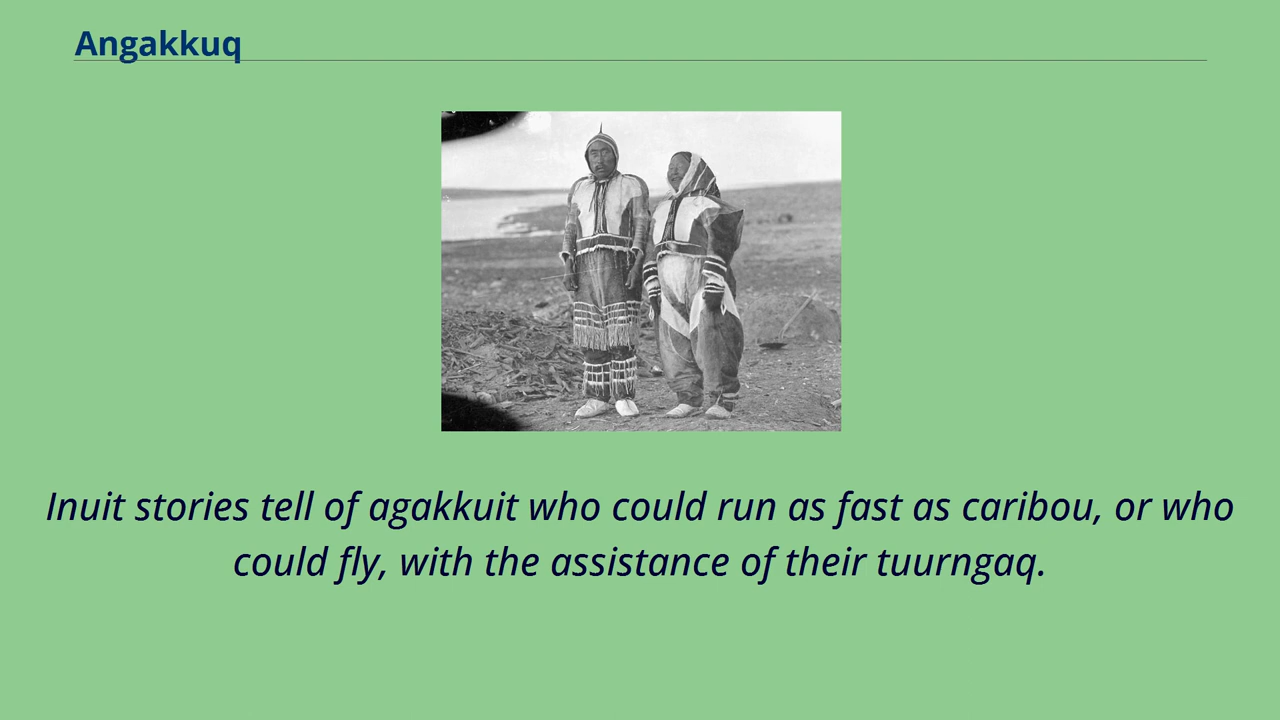 Angakkuq
Inuit stories tell of agakkuit who could run as fast as caribou, or who
could fly, with the assistance of their tuurngaq.